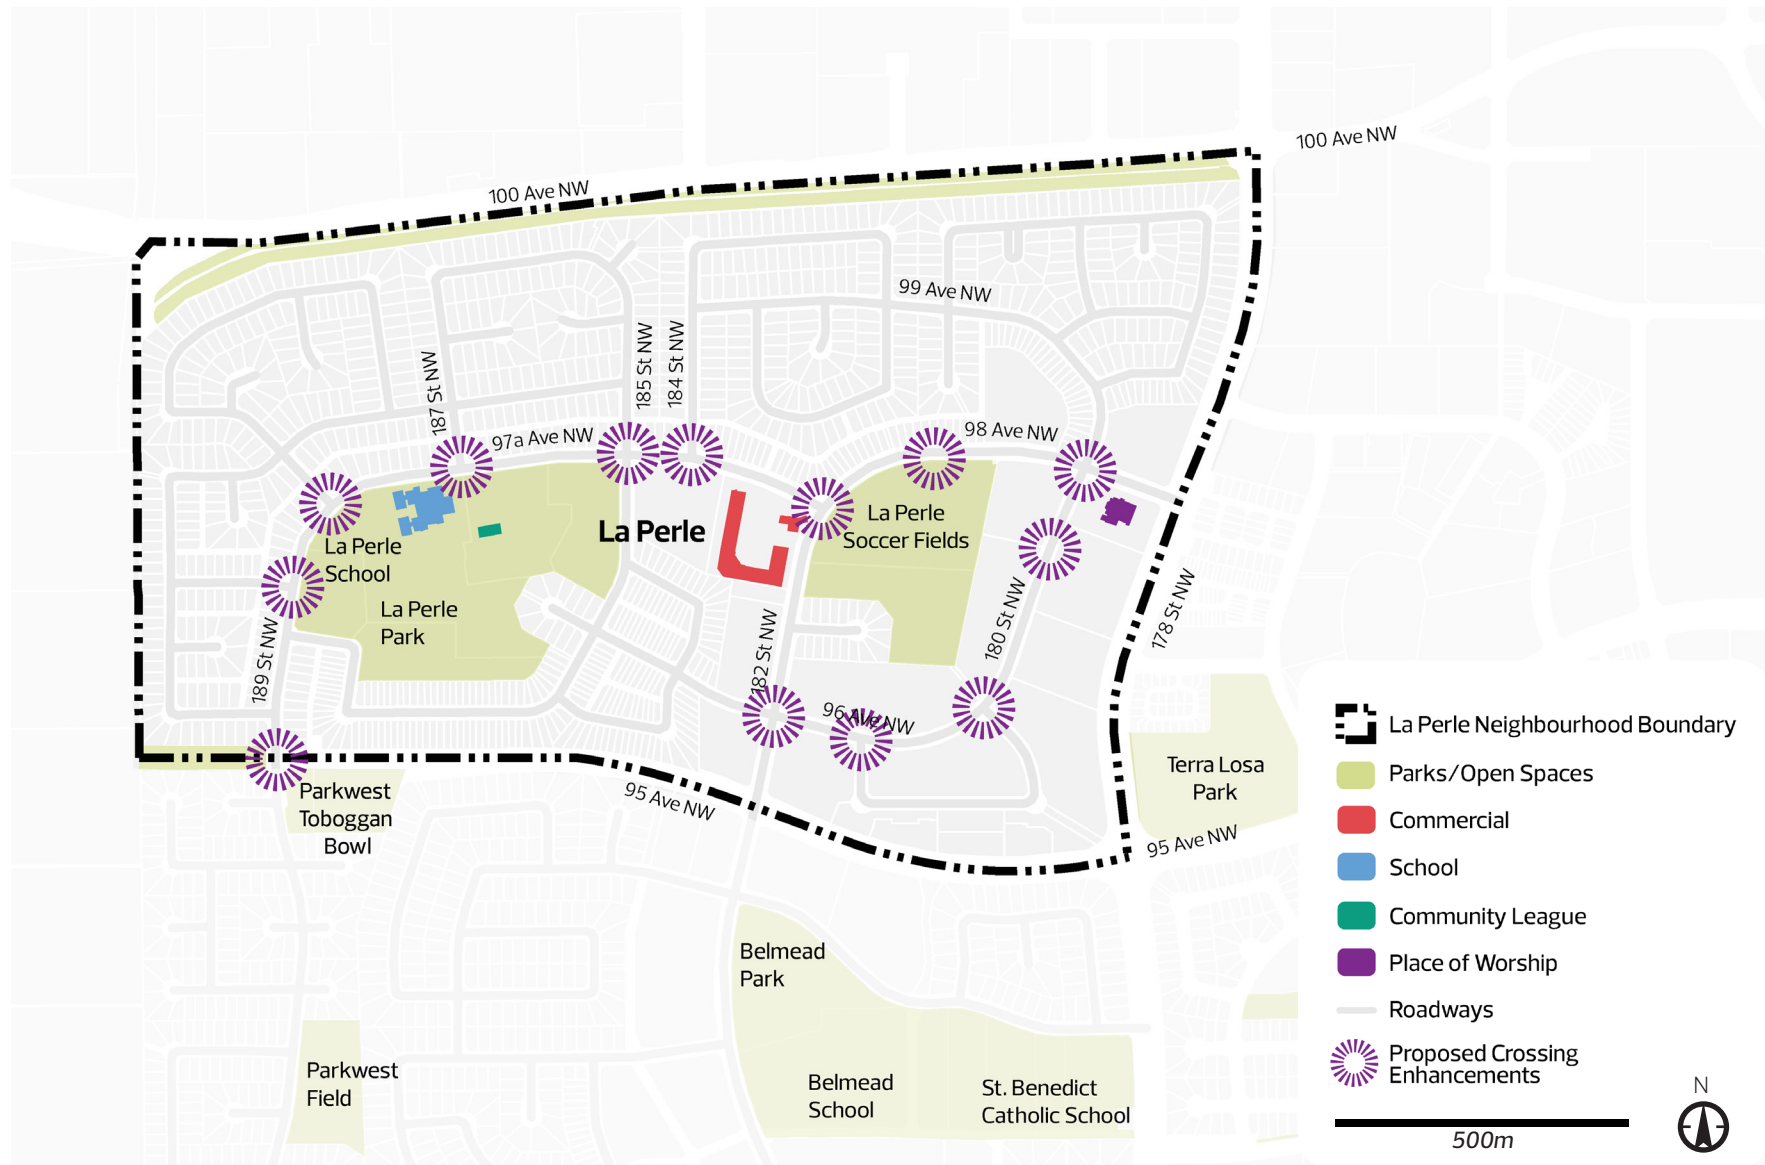 100 Ave NW
100 Ave NW
99 Ave NW
187 St NW
185 St NW
184 St NW
97a Ave NW
98 Ave NW
La Perle
La Perle
Soccer Fields
La Perle
School
La Perle
Park
189 St NW
182 St NW
180 St NW
178 St NW
96 Ave NW
95 Ave NW
95 Ave NW
Parkwest
Toboggan
Bowl
Terra Losa
Park
Belmead
Park
Parkwest
Field
Belmead
School
St. Benedict
Catholic School
La Perle Neighbourhood Boundary
Parks/Open Spaces
Commercial
School
Community League
Place of Worship
Roadways
Proposed Crossing
Enhancements
500m
N